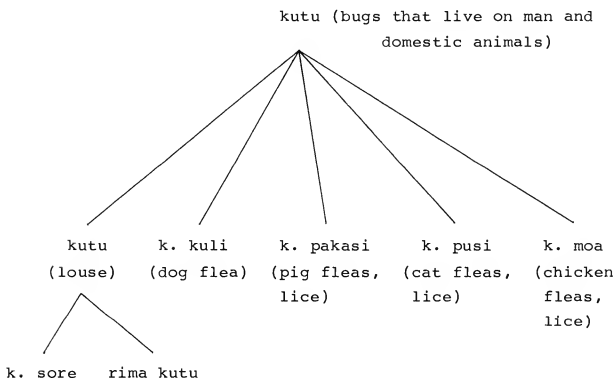 kutu (bugs that live on man and
domestic animals)
kutu k. kuli k. pakasi k. pusi k. moa
(louse) (dog flea) (pig fleas, (cat fleas, (chicken
lice) lice) fleas,
lice)
k. sore rima kutu